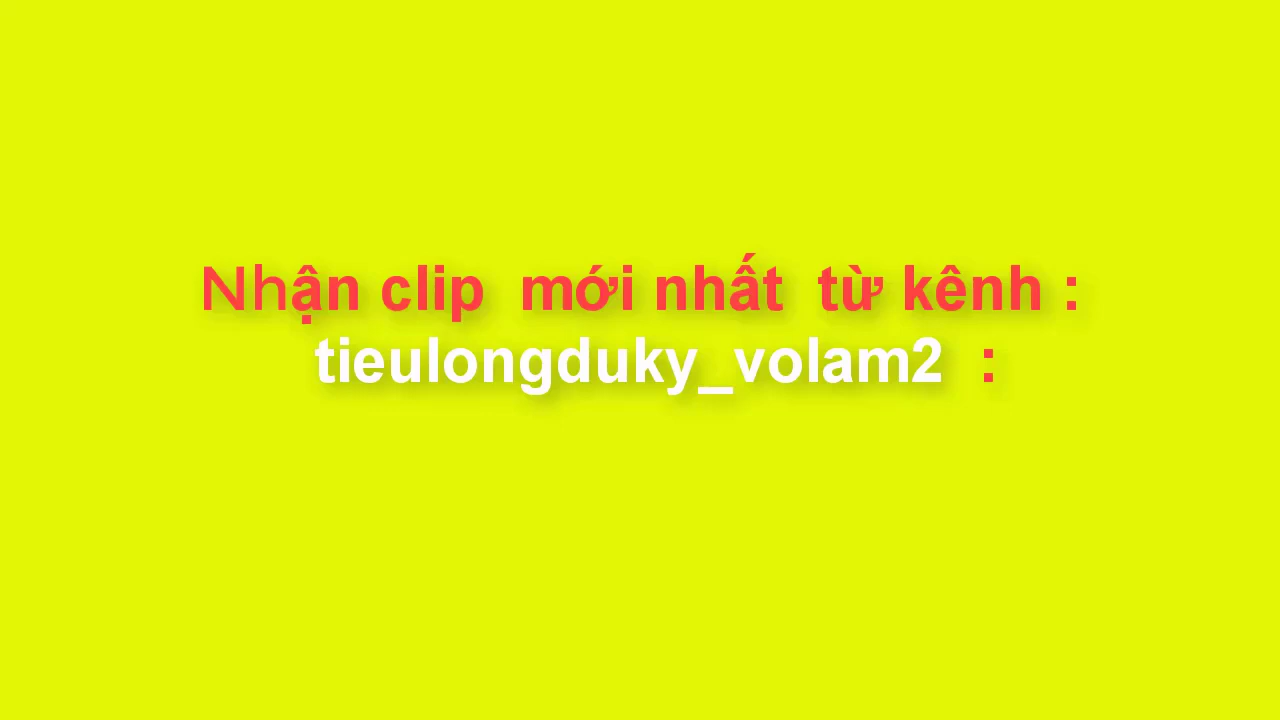 Nhận clip mới nhất từ kênh :
tieulongduky_volam2 :